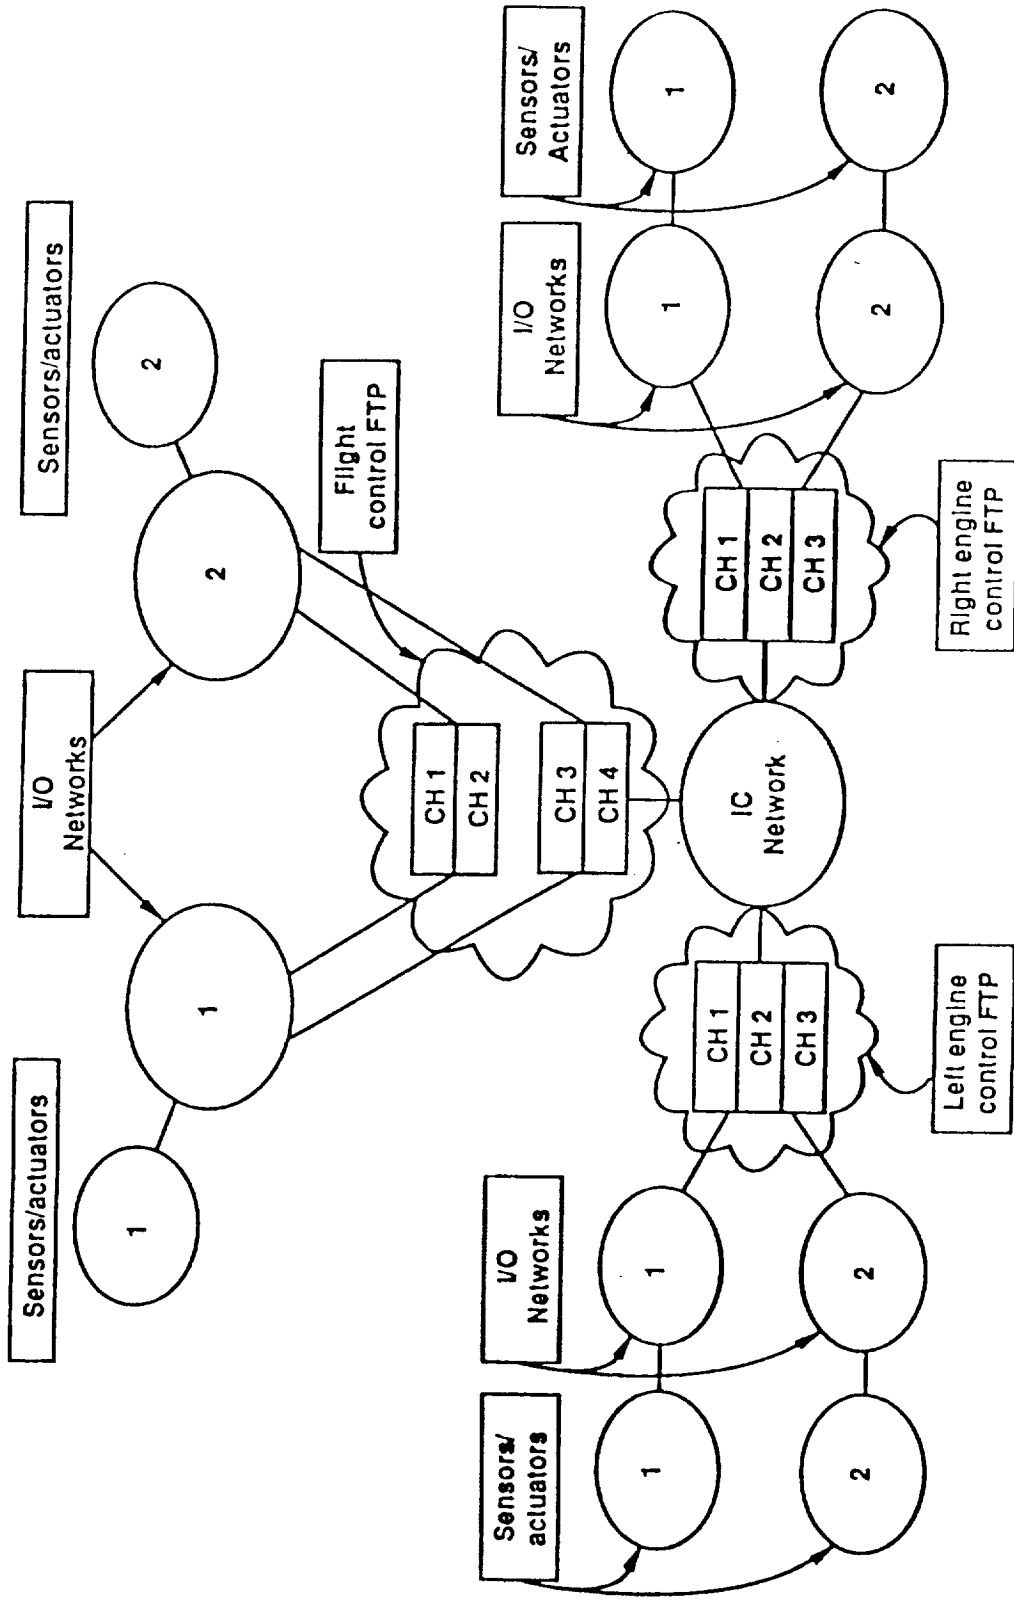 Sensors/actuators
I/O
Networks
Sensors/actuators
1
1
2
2
Flight
control FTP
CH 1
CH 2
CH 3
CH 4
Sensors/
actuators
I/O
Networks
I/O
Networks
Sensors/
Actuators
1
1
CH 1
CH 2
CH 3
IC
Network
CH 1
CH 2
CH 3
1
1
2
2
2
2
Left engine
control FTP
Right engine
control FTP